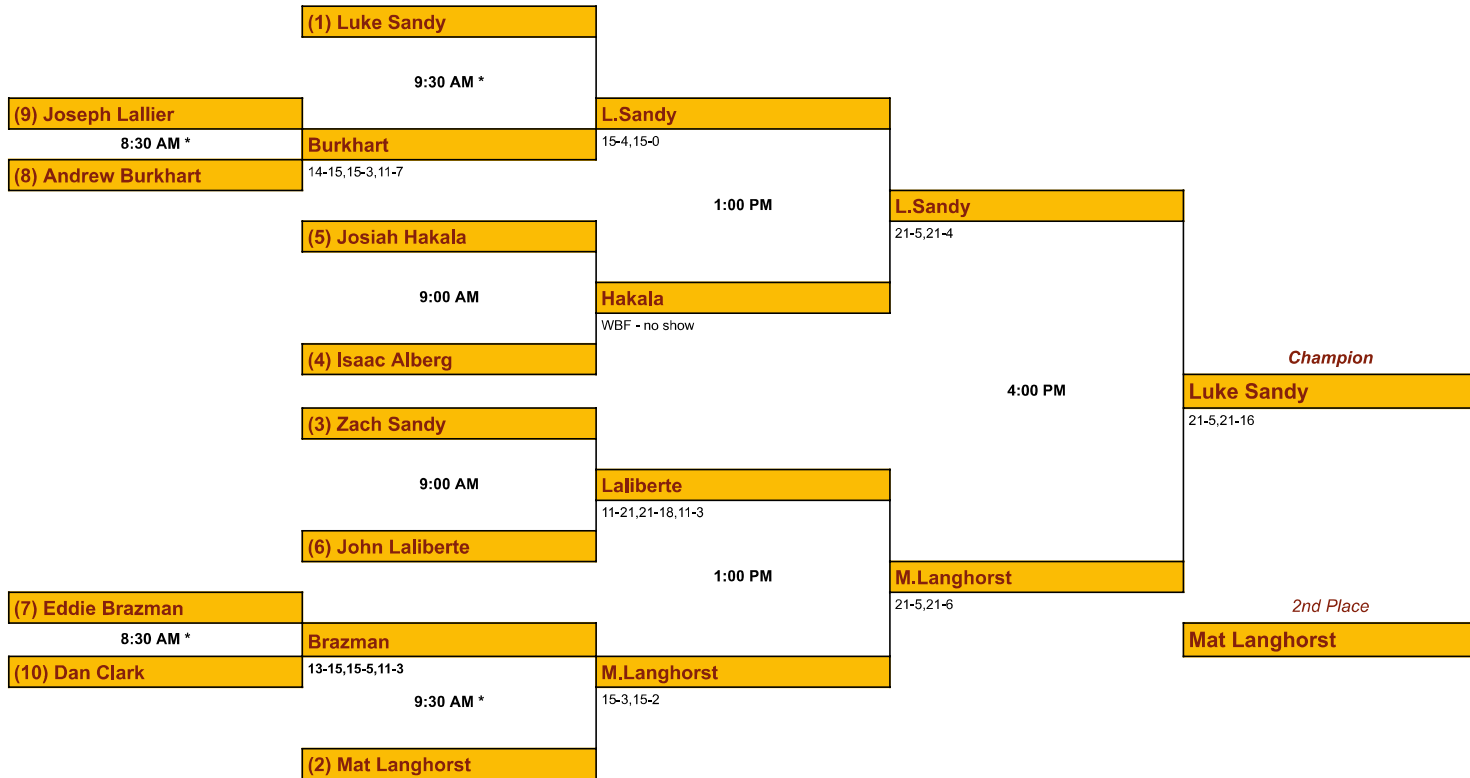 (1) Luke Sandy
9:30 AM *
(9) Joseph Lallier
8:30 AM *
(8) Andrew Burkhart
Burkhart
14-15,15-3,11-7
L.Sandy
15-4,15-0
1:00 PM
(5) Josiah Hakala
9:00 AM
(4) Isaac Alberg
Hakala
WBF - no show
L.Sandy
21-5,21-4
4:00 PM
(3) Zach Sandy
9:00 AM
(6) John Laliberte
Laliberte
11-21,21-18,11-3
1:00 PM
(7) Eddie Brazman
8:30 AM *
(10) Dan Clark
Brazman
13-15,15-5,11-3
9:30 AM *
(2) Mat Langhorst
M.Langhorst
15-3,15-2
M.Langhorst
21-5,21-6
Champion
Luke Sandy
21-5,21-16
2nd Place
Mat Langhorst